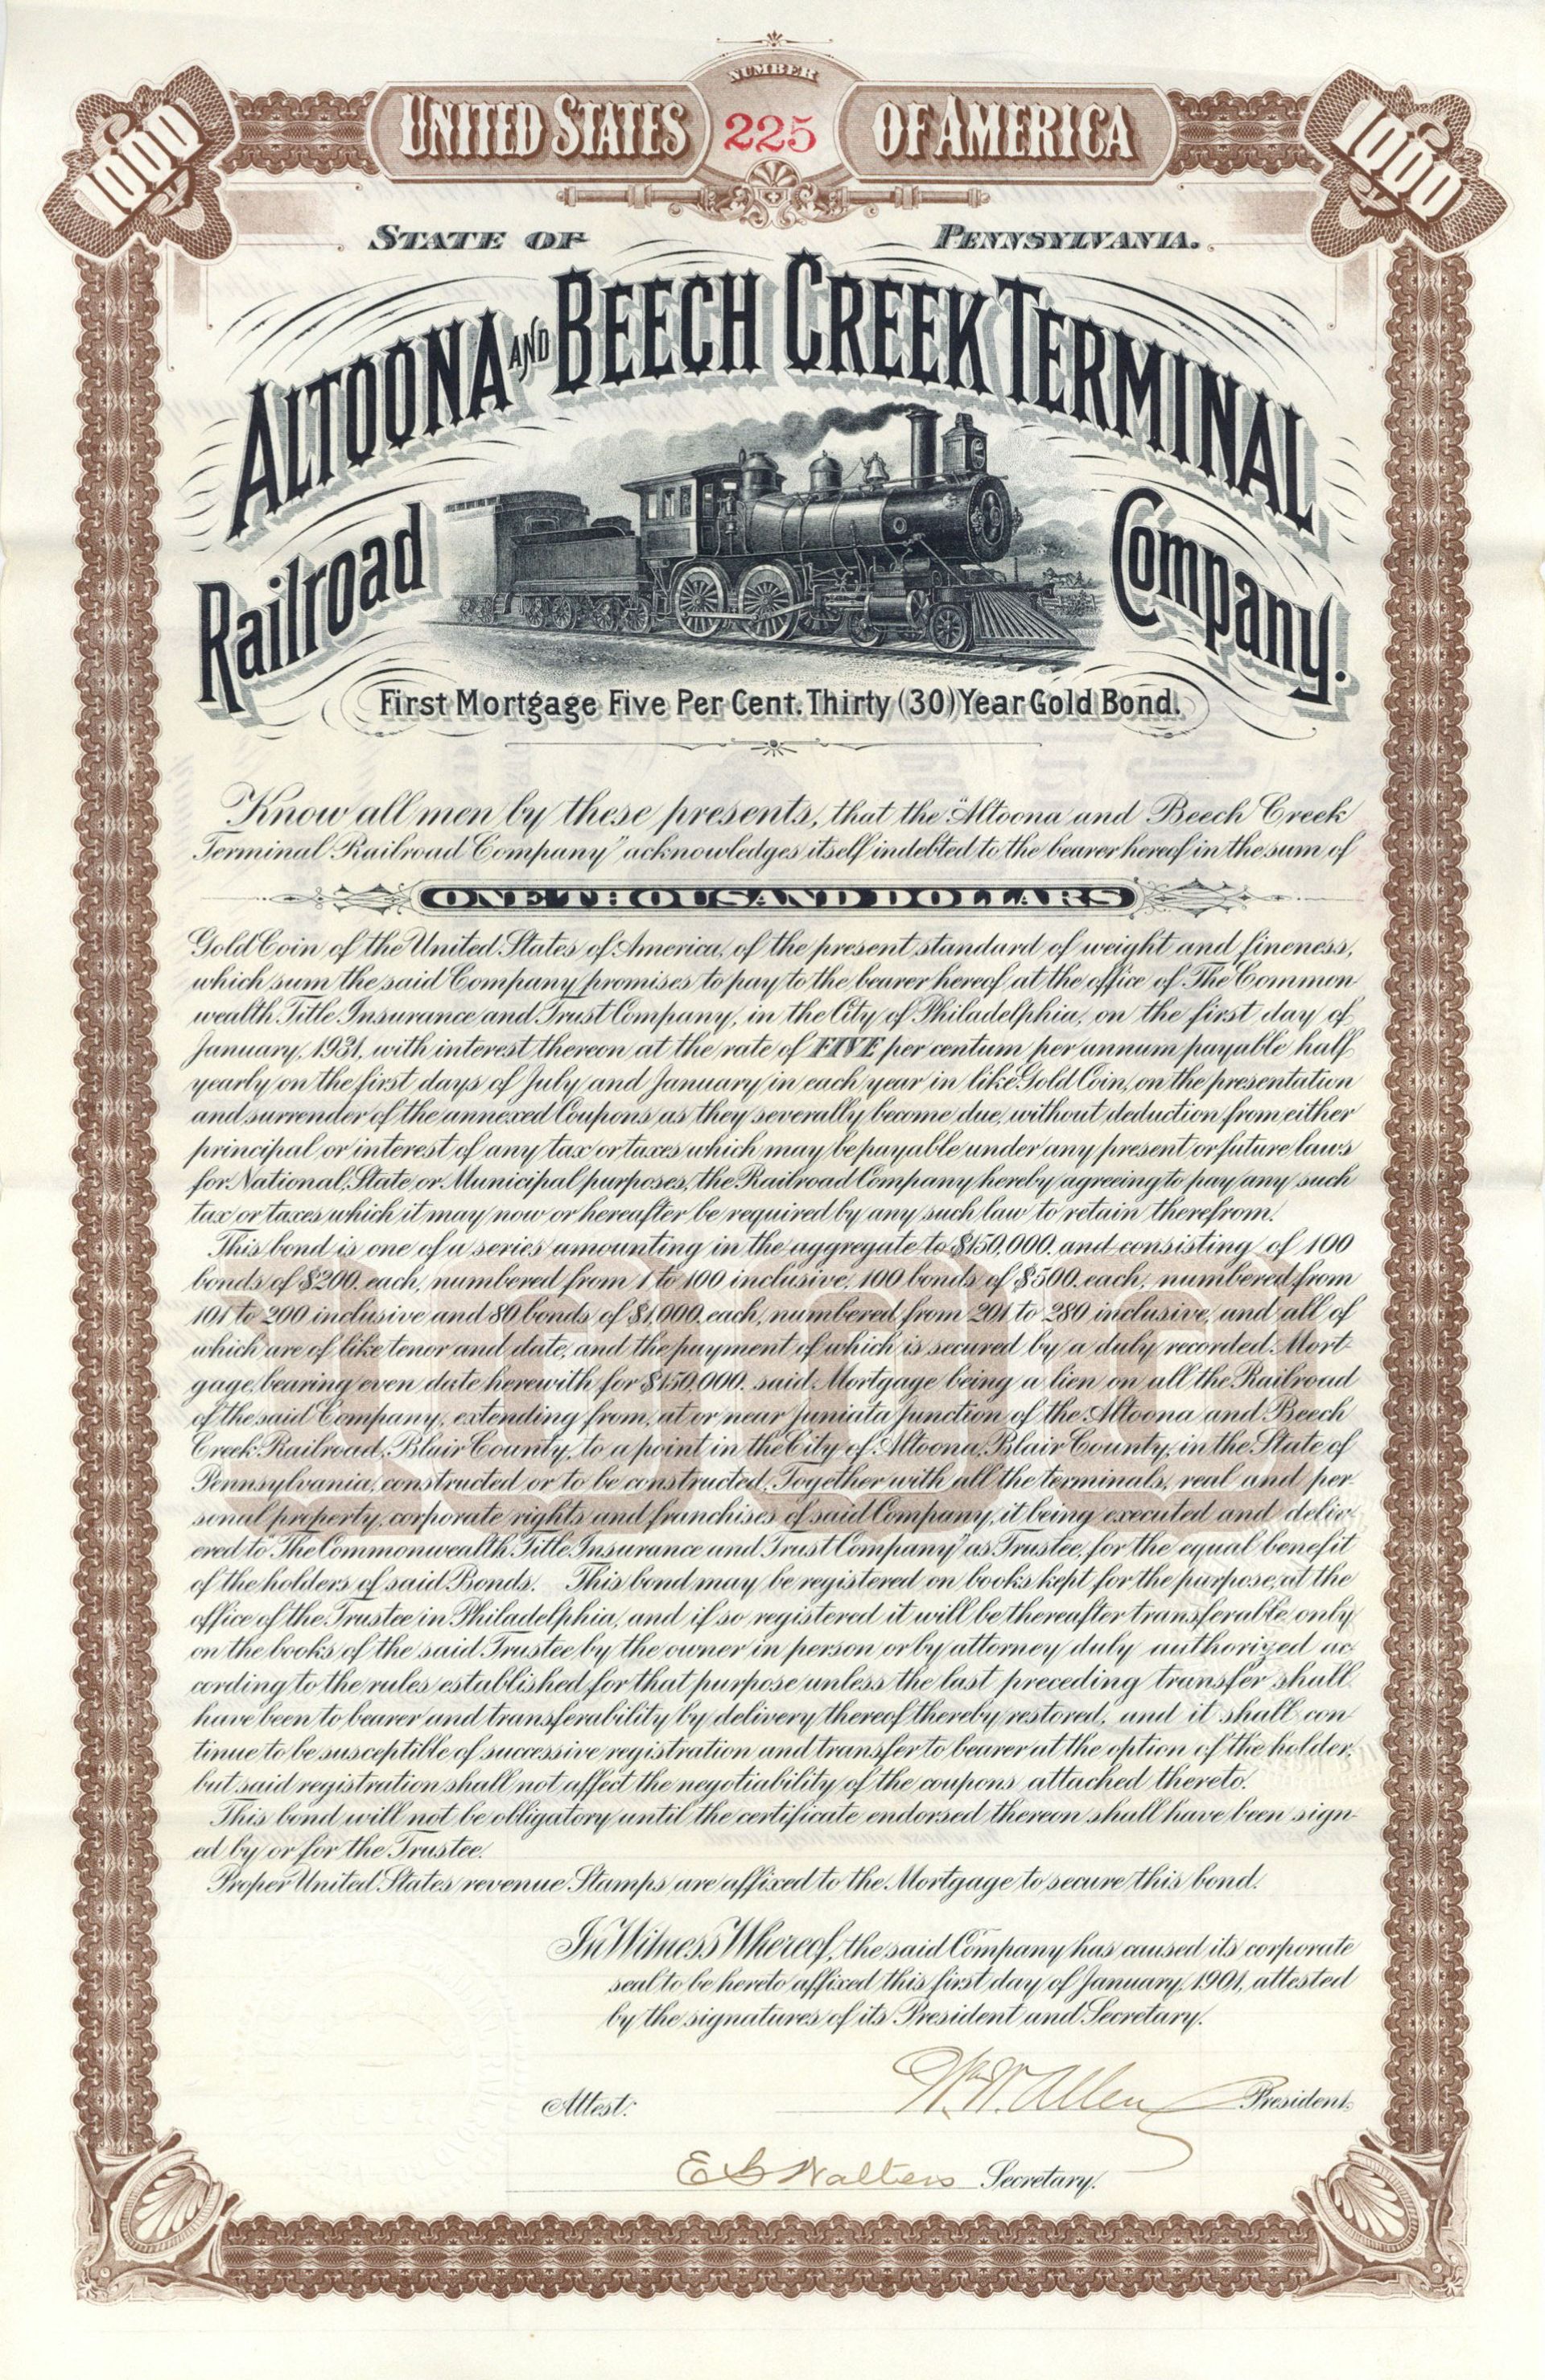 NUMBER
UNITED STATES 225 OF AMERICA
1000
1000
STATE OF PENNSYLVANIA.
ALTOONA AND BEECH CREEK TERMINAL
Railroad Company.
First Mortgage Five Per Cent. Thirty (30) Year Gold Bond.
Know all men by these presents, that the "Altoona and Beech Creek
Terminal Railroad Company" acknowledges itself indebted to the bearer hereof in the sum of
ONE THOUSAND DOLLARS
Gold Coin of the United States of America, of the present standard of weight and fineness,
which sum the said Company promises to pay to the bearer hereof at the office of The Common
wealth Title Insurance and Trust Company, in the City of Philadelphia, on the first day of
January, 1931, with interest thereon at the rate of FIVE per centum per annum payable half
yearly on the first days of July and January in each year in like Gold Coin, on the presentation
and surrender of the annexed Coupons as they severally become due, without deduction from either
principal or interest of any tax or taxes which may be payable under any present or future laws
for National, State or Municipal purposes, the Railroad Company hereby agreeing to pay any such
tax or taxes which it may now or hereafter be required by any such law to retain therefrom.
This bond is one of a series amounting in the aggregate to $150,000. and consisting of 100
bonds of $200. each, numbered from 1 to 100 inclusive, 100 bonds of $500. each, numbered from
101 to 200 inclusive and 80 bonds of $1,000. each, numbered from 201 to 280 inclusive, and all of
which are of like tenor and date, and the payment of which is secured by a duly recorded Mort-
gage, bearing even date herewith for $150,000. said Mortgage being a lien on all the Railroad
of the said Company, extending from, at or near Juniata Junction of the Altoona and Beech
Creek Railroad, Blair County, to a point in the City of Altoona, Blair County, in the State of
Pennsylvania, constructed or to be constructed, Together with all the terminals, real and per-
sonal property, corporate rights and franchises of said Company, it being executed and deliv-
ered to "The Commonwealth Title Insurance and Trust Company" as Trustee, for the equal benefit
of the holders of said Bonds. This bond may be registered on books kept for the purpose, at the
office of the Trustee in Philadelphia, and if so registered it will be thereafter transferable only
on the books of the said Trustee by the owner in person or by attorney duly authorized ac-
cording to the rules established for that purpose unless the last preceding transfer shall
have been to bearer and transferability by delivery thereof thereby restored, and it shall con-
tinue to be susceptible of successive registration and transfer to bearer at the option of the holder,
but said registration shall not affect the negotiability of the coupons attached thereto.
This bond will not be obligatory until the certificate endorsed thereon shall have been sign-
ed by or for the Trustee.
Proper United States revenue Stamps are affixed to the Mortgage to secure this bond.
In Witness Whereof, the said Company has caused its corporate
seal to be hereto affixed this first day of January, 1901, attested
by the signatures of its President and Secretary.
Wm. W. Allen President.
Attest:
E S Walters Secretary.